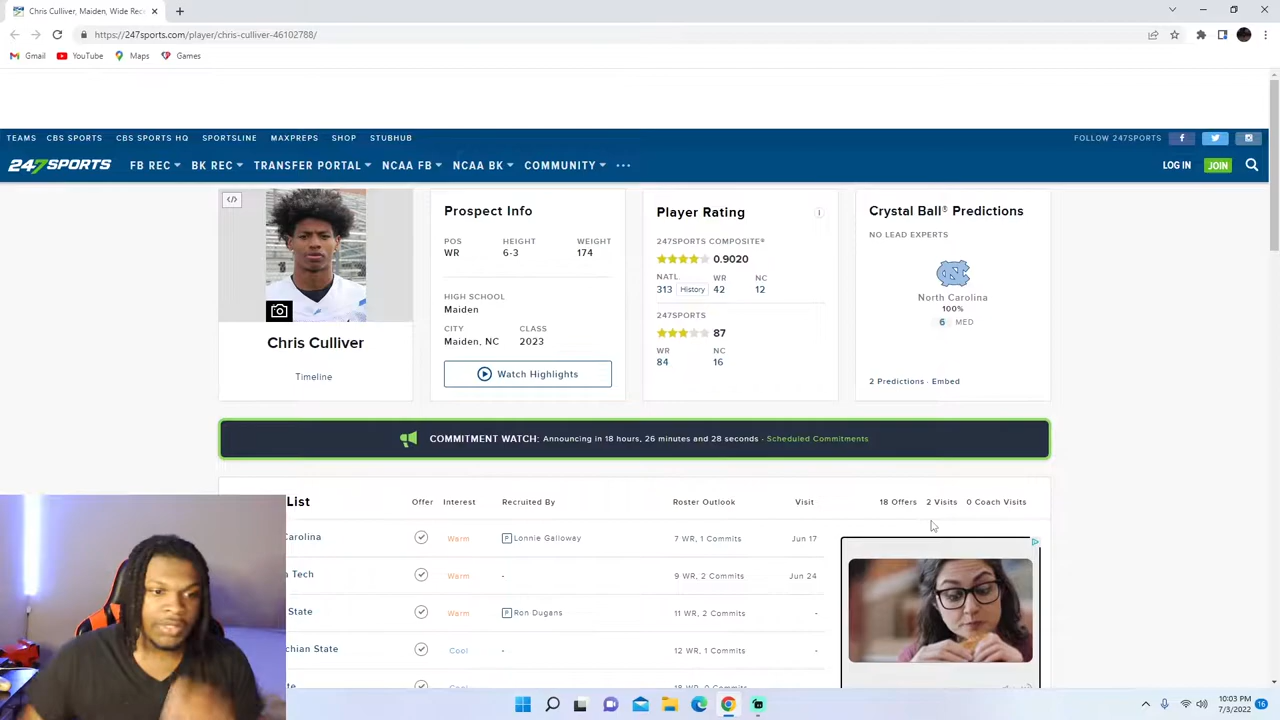 Chris Culliver, Maiden, Wide Rec
https://247sports.com/player/chris-culliver-46102788/
Gmail YouTube Maps Games
TEAMS CBS SPORTS CBS SPORTS HQ SPORTSLINE MAXPREPS SHOP STUBHUB FOLLOW 247SPORTS
247SPORTS FB REC BK REC TRANSFER PORTAL NCAA FB NCAA BK COMMUNITY ••• LOG IN JOIN
Chris Culliver
Timeline
Prospect Info
POS HEIGHT WEIGHT
WR 6-3 174
HIGH SCHOOL
Maiden
CITY CLASS
Maiden, NC 2023
Watch Highlights
Player Rating
247SPORTS COMPOSITE®
0.9020
NATL. WR NC
313 History 42 12
247SPORTS
87
WR NC
84 16
Crystal Ball® Predictions
NO LEAD EXPERTS
NC
North Carolina
100%
6 MED
2 Predictions · Embed
COMMITMENT WATCH: Announcing in 18 hours, 26 minutes and 28 seconds - Scheduled Commitments
List Offer Interest Recruited By Roster Outlook Visit 18 Offers 2 Visits 0 Coach Visits
Carolina Warm P Lonnie Galloway 7 WR, 1 Commits Jun 17
Tech Warm - 9 WR, 2 Commits Jun 24
State Warm P Ron Dugans 11 WR, 2 Commits -
chian State Cool - 12 WR, 1 Commits -
10:03 PM
7/3/2022
16